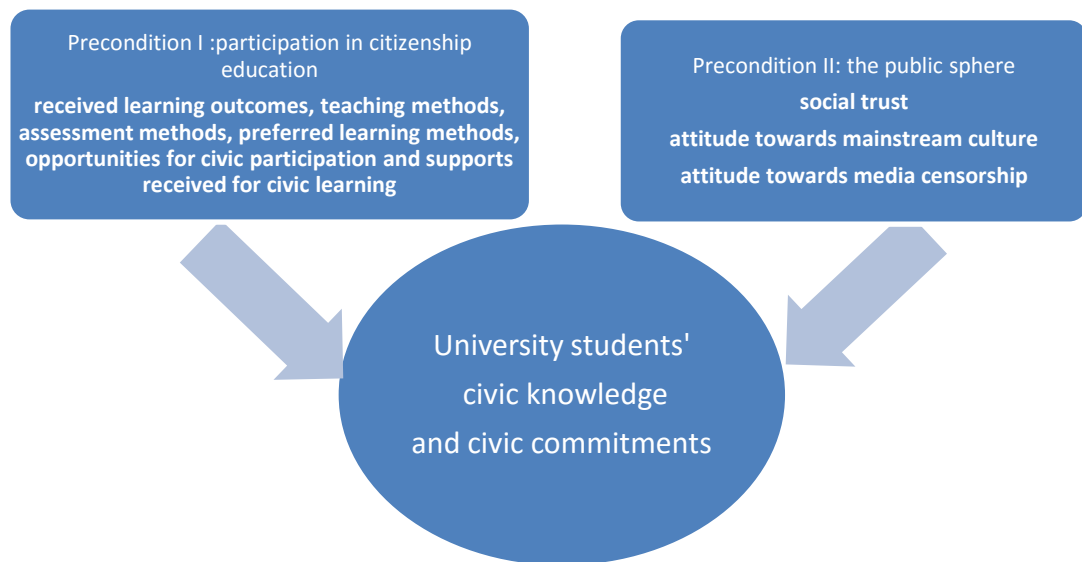 Precondition I :participation in citizenship
education
received learning outcomes, teaching methods,
assessment methods, preferred learning methods,
opportunities for civic participation and supports
received for civic learning
Precondition II: the public sphere
social trust
attitude towards mainstream culture
attitude towards media censorship
University students'
civic knowledge
and civic commitments